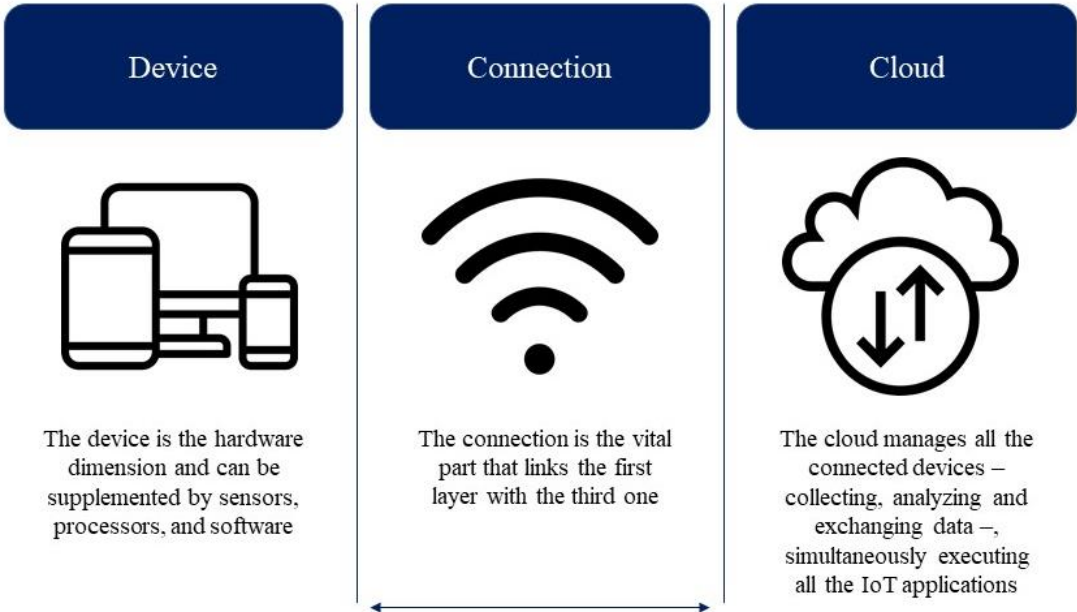 Device
The device is the hardware
dimension and can be
supplemented by sensors,
processors, and software
Connection
The connection is the vital
part that links the first
layer with the third one
Cloud
The cloud manages all the
connected devices –
collecting, analyzing and
exchanging data –,
simultaneously executing
all the IoT applications